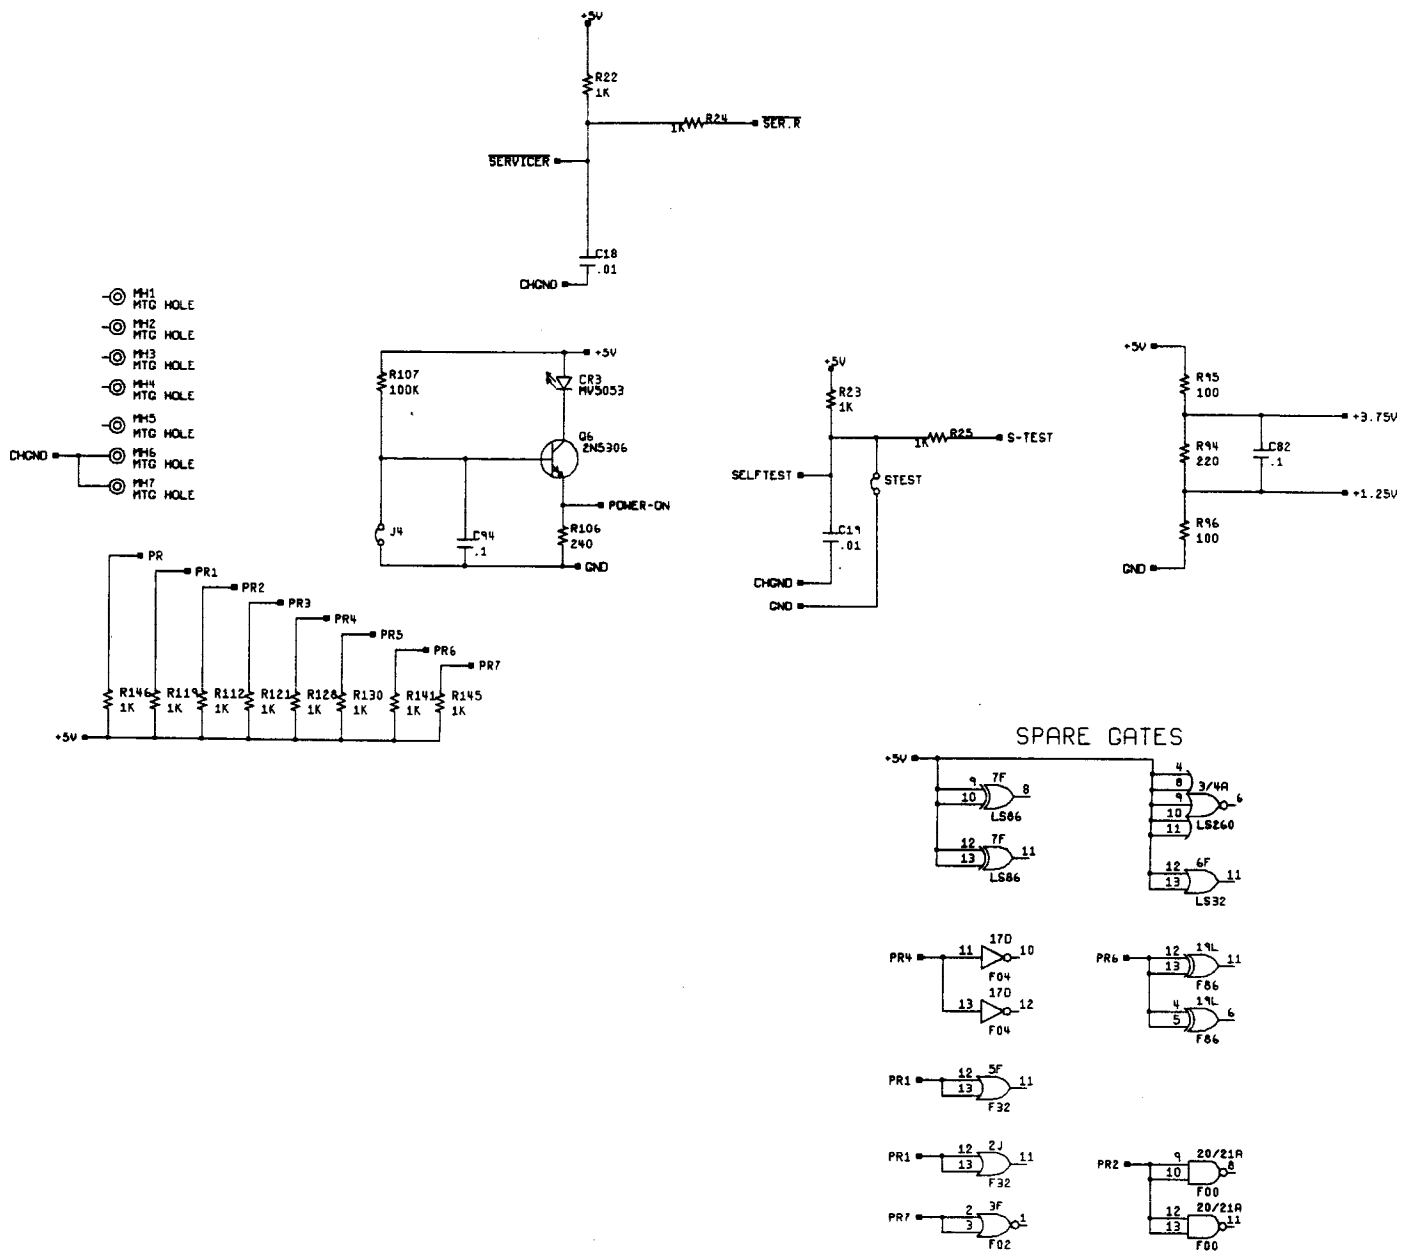 +5V
R22
1K
1K
R24
SER.R
SERVICER
C18
.01
CHGND
MH1
MTG HOLE
MH2
MTG HOLE
MH3
MTG HOLE
MH4
MTG HOLE
MH5
MTG HOLE
CHGND
MH6
MTG HOLE
MH7
MTG HOLE
+5V
R107
100K
CR3
MV5053
Q6
2N5306
POWER-ON
J4
C94
.1
R106
240
GND
+5V
R23
1K
1K
R25
S-TEST
SELFTEST
STEST
C19
.01
CHGND
GND
+5V
R95
100
+3.75V
R94
220
C82
.1
+1.25V
R96
100
GND
PR
PR1
PR2
PR3
PR4
PR5
PR6
PR7
R146 R119 R112 R121 R128 R130 R141 R145
1K 1K 1K 1K 1K 1K 1K 1K
+5V
SPARE GATES
+5V
7F
9
10
8
LS86
7F
12
13
11
LS86
4
8
3/4A
9
6
10
LS260
11
6F
12
13
11
LS32
17D
PR4
11
10
F04
17D
13
12
F04
19L
PR6
12
13
11
F86
19L
4
5
6
F86
5F
PR1
12
13
11
F32
2J
PR1
12
13
11
F32
3F
PR7
2
3
1
F02
20/21A
PR2
9
10
8
F00
20/21A
12
13
11
F00